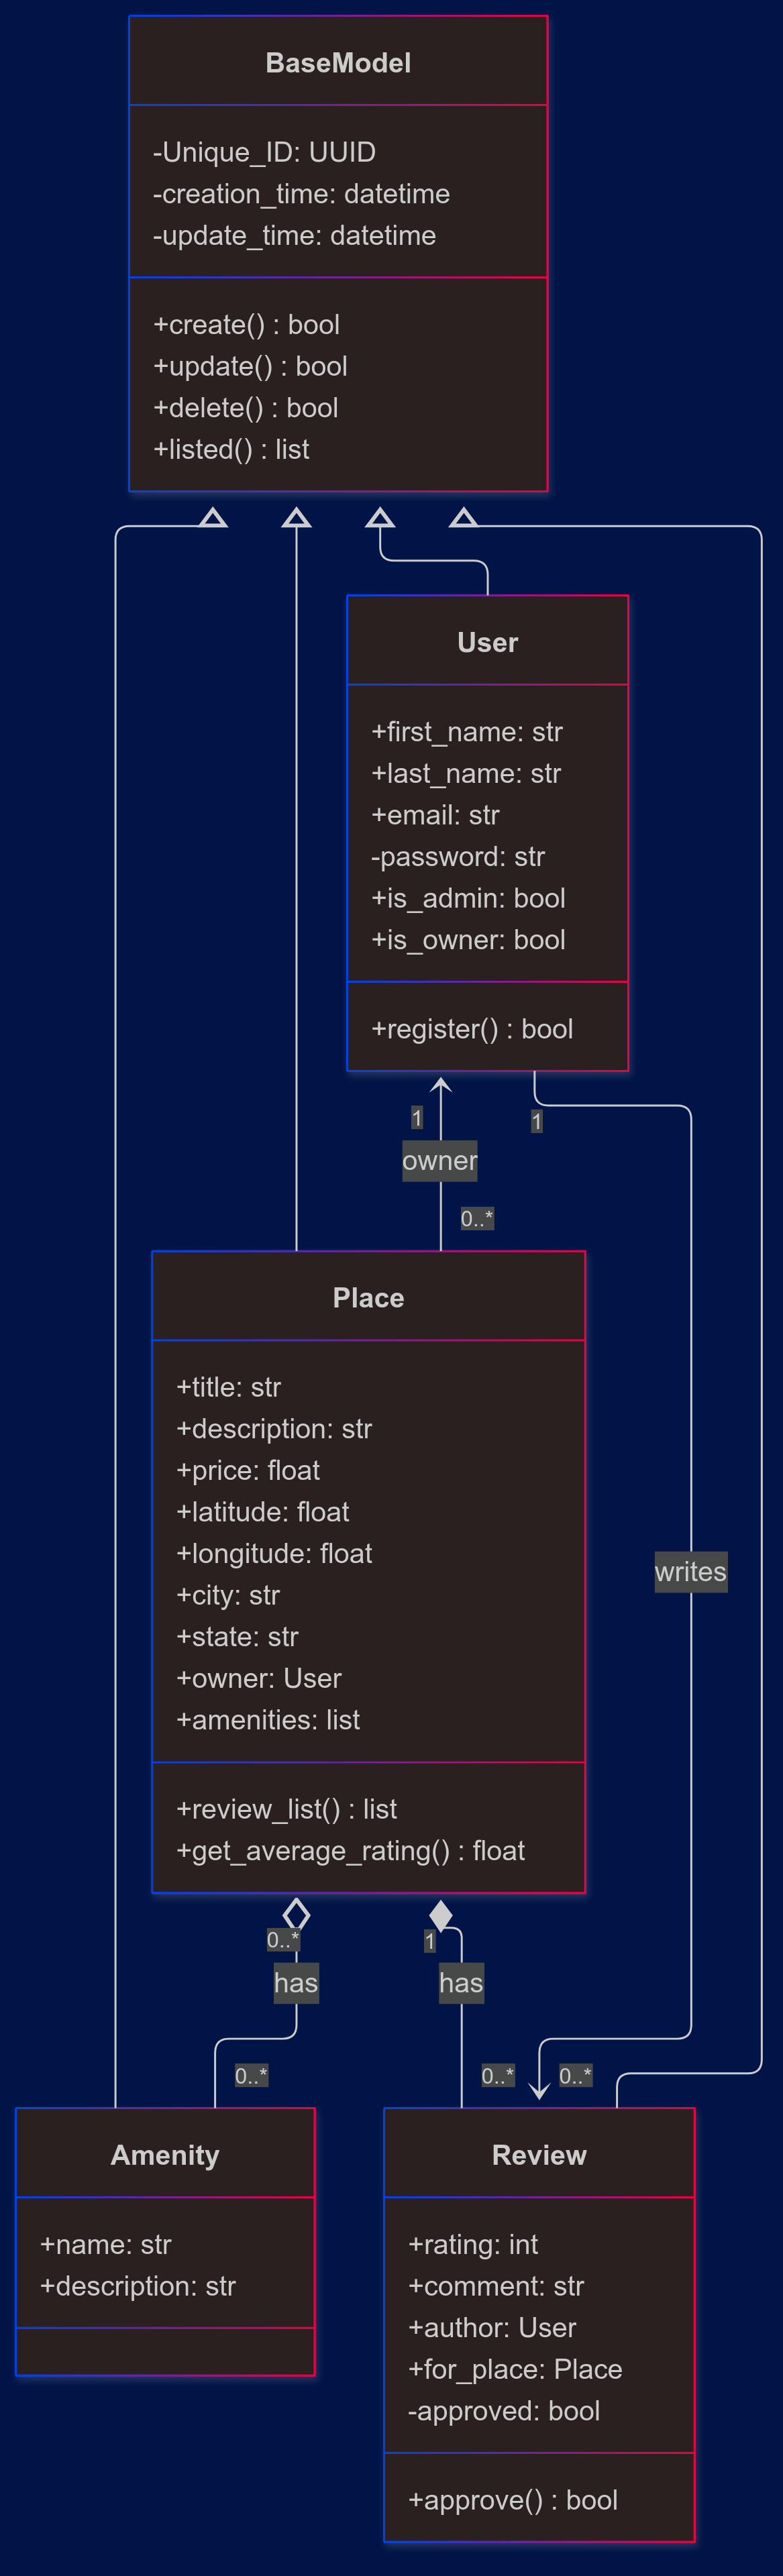 BaseModel
-Unique_ID: UUID
-creation_time: datetime
-update_time: datetime
+create() : bool
+update() : bool
+delete() : bool
+listed() : list
User
+first_name: str
+last_name: str
+email: str
-password: str
+is_admin: bool
+is_owner: bool
+register() : bool
1
1
owner
0..*
Place
+title: str
+description: str
+price: float
+latitude: float
+longitude: float
+city: str
+state: str
+owner: User
+amenities: list
+review_list() : list
+get_average_rating() : float
writes
0..*
1
has
has
0..*
0..*
0..*
Amenity
+name: str
+description: str
Review
+rating: int
+comment: str
+author: User
+for_place: Place
-approved: bool
+approve() : bool